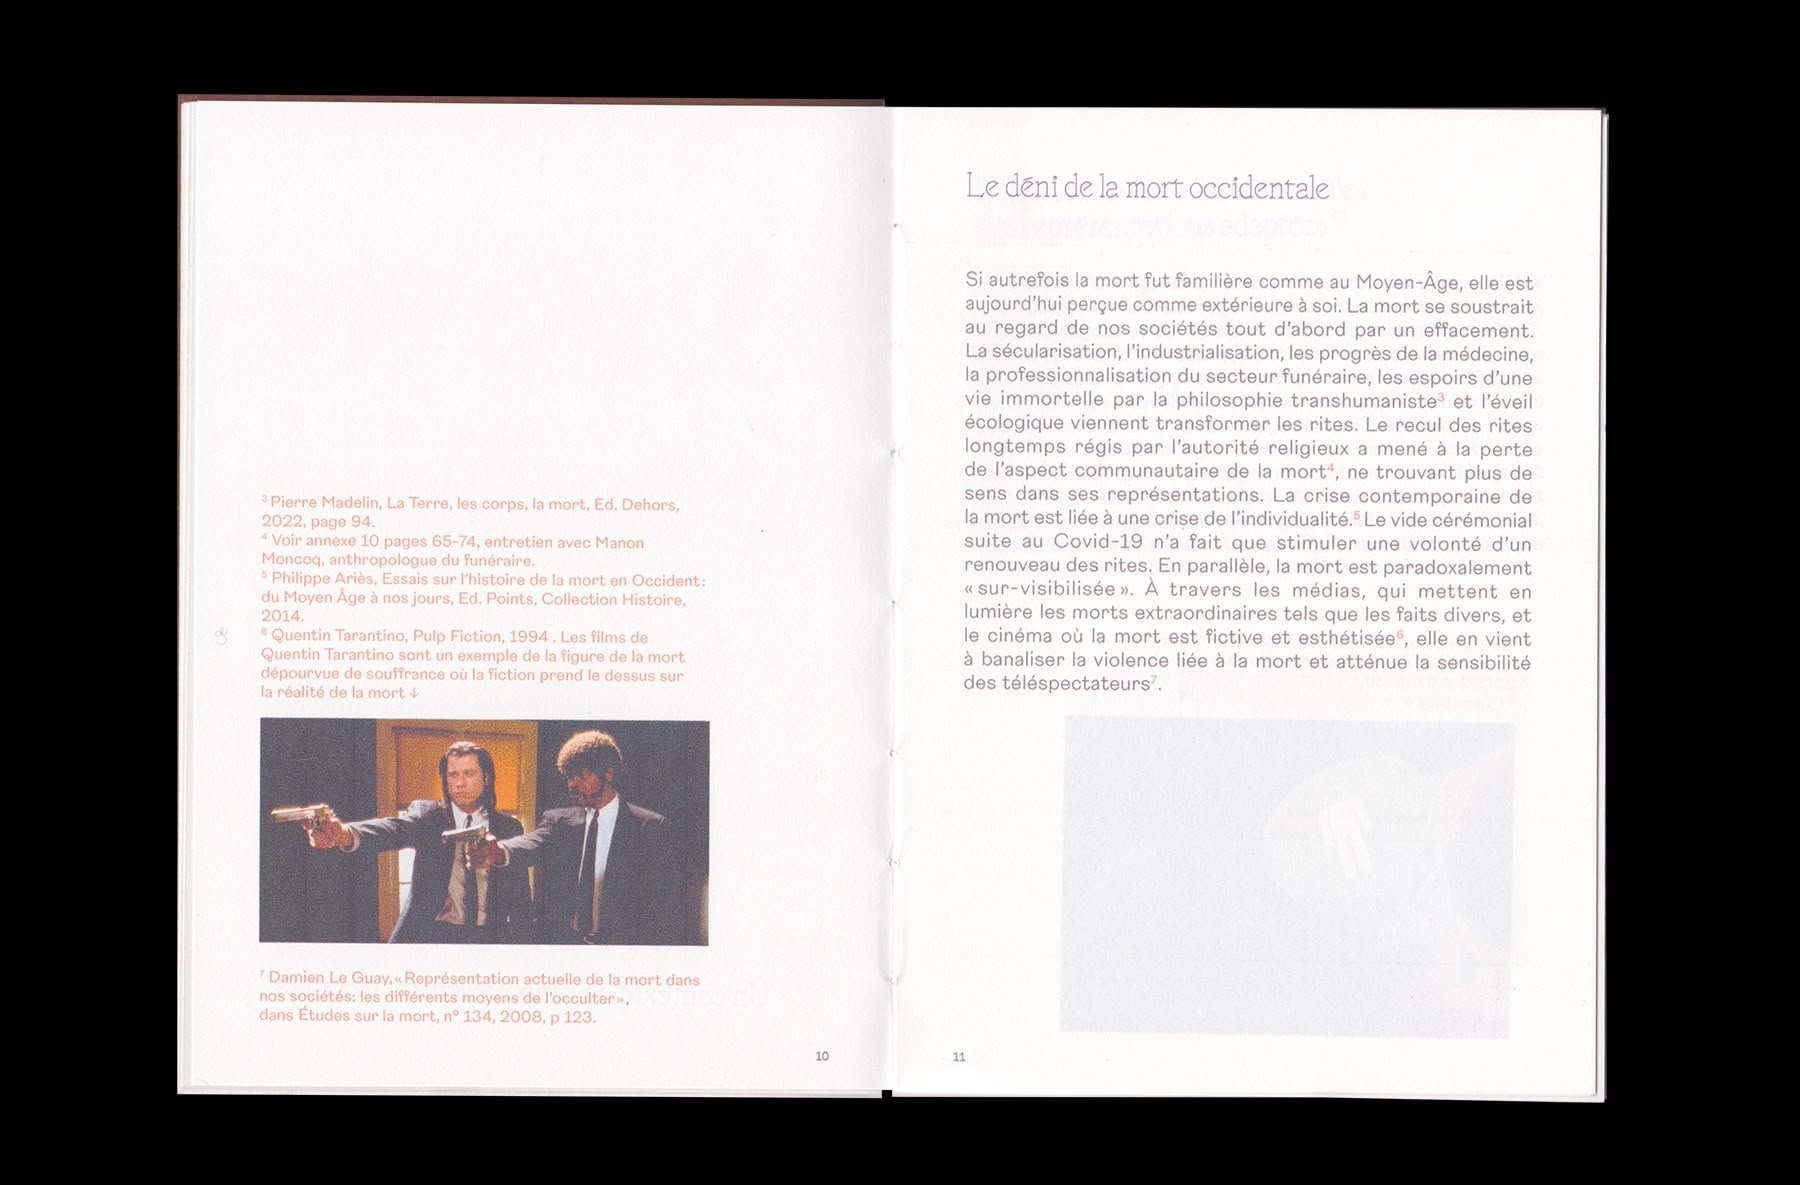 ³ Pierre Madelin, La Terre, les corps, la mort, Ed. Dehors,
2022, page 94.
⁴ Voir annexe 10 pages 65-74, entretien avec Manon
Moncoq, anthropologue du funéraire.
⁵ Philippe Ariès, Essais sur l'histoire de la mort en Occident :
du Moyen Âge à nos jours, Ed. Points, Collection Histoire,
2014.
⁶ Quentin Tarantino, Pulp Fiction, 1994 . Les films de
Quentin Tarantino sont un exemple de la figure de la mort
dépourvue de souffrance où la fiction prend le dessus sur
la réalité de la mort ↓
⁷ Damien Le Guay, « Représentation actuelle de la mort dans
nos sociétés: les différents moyens de l'occulter »,
dans Études sur la mort, n° 134, 2008, p 123.
10
Le déni de la mort occidentale
Si autrefois la mort fut familière comme au Moyen-Âge, elle est
aujourd'hui perçue comme extérieure à soi. La mort se soustrait
au regard de nos sociétés tout d'abord par un effacement.
La sécularisation, l'industrialisation, les progrès de la médecine,
la professionnalisation du secteur funéraire, les espoirs d'une
vie immortelle par la philosophie transhumaniste³ et l'éveil
écologique viennent transformer les rites. Le recul des rites
longtemps régis par l'autorité religieux a mené à la perte
de l'aspect communautaire de la mort⁴, ne trouvant plus de
sens dans ses représentations. La crise contemporaine de
la mort est liée à une crise de l'individualité.⁵ Le vide cérémonial
suite au Covid-19 n'a fait que stimuler une volonté d'un
renouveau des rites. En parallèle, la mort est paradoxalement
« sur-visibilisée ». À travers les médias, qui mettent en
lumière les morts extraordinaires tels que les faits divers, et
le cinéma où la mort est fictive et esthétisée⁶, elle en vient
à banaliser la violence liée à la mort et atténue la sensibilité
des téléspectateurs⁷.
11